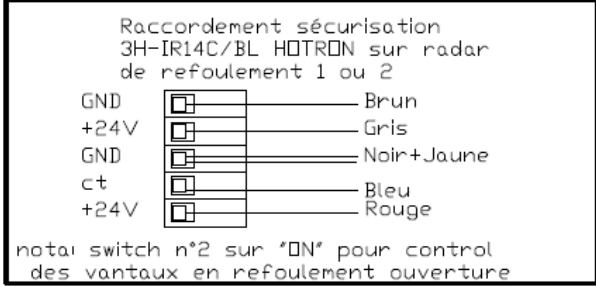 Raccordement sécurisation
3H-IR14C/BL HOTRON sur radar
de refoulement 1 ou 2
GND Brun
+24V Gris
GND Noir+Jaune
ct Bleu
+24V Rouge
nota: switch n°2 sur "ON" pour control
des vantaux en refoulement ouverture